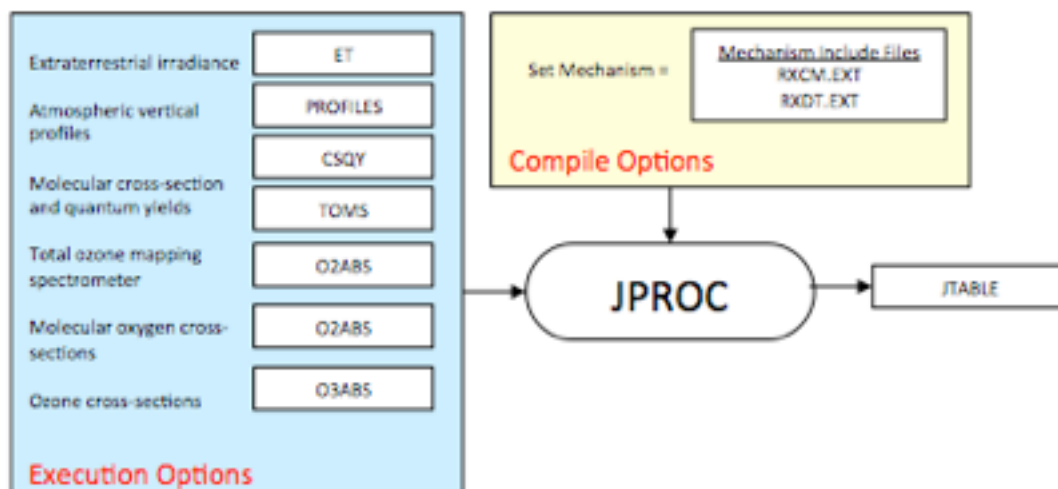 Extraterrestrial irradiance
ET
Atmospheric vertical
profiles
PROFILES
CSQY
Molecular cross-section
and quantum yields
TOMS
Total ozone mapping
spectrometer
O2ABS
Molecular oxygen cross-
sections
O2ABS
Ozone cross-sections
O3ABS
Execution Options
Set Mechanism =
Mechanism Include Files
RXCM.EXT
RXDT.EXT
Compile Options
JPROC
JTABLE